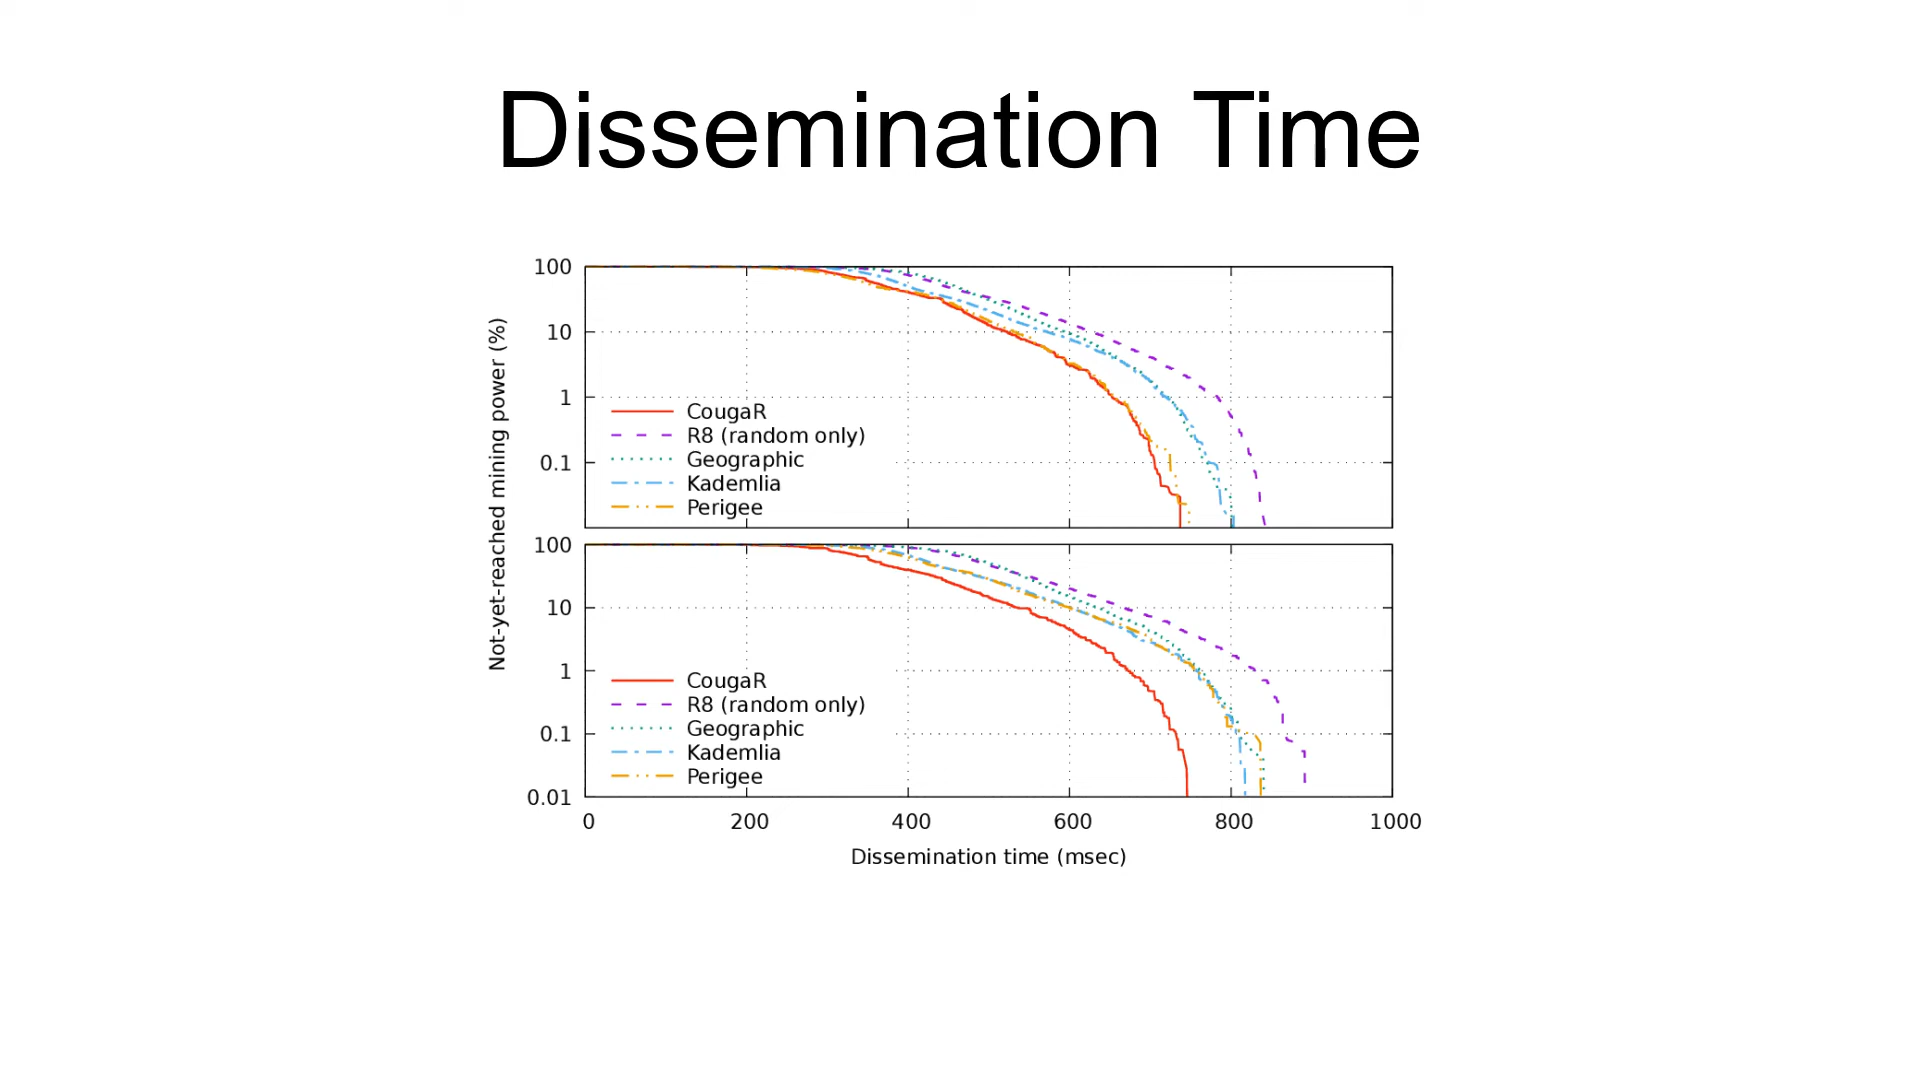 Dissemination Time
Not-yet-reached mining power (%)
100
10
1
0.1
CougaR
R8 (random only)
Geographic
Kademlia
Perigee
100
10
1
0.1
0.01
CougaR
R8 (random only)
Geographic
Kademlia
Perigee
0 200 400 600 800 1000
Dissemination time (msec)